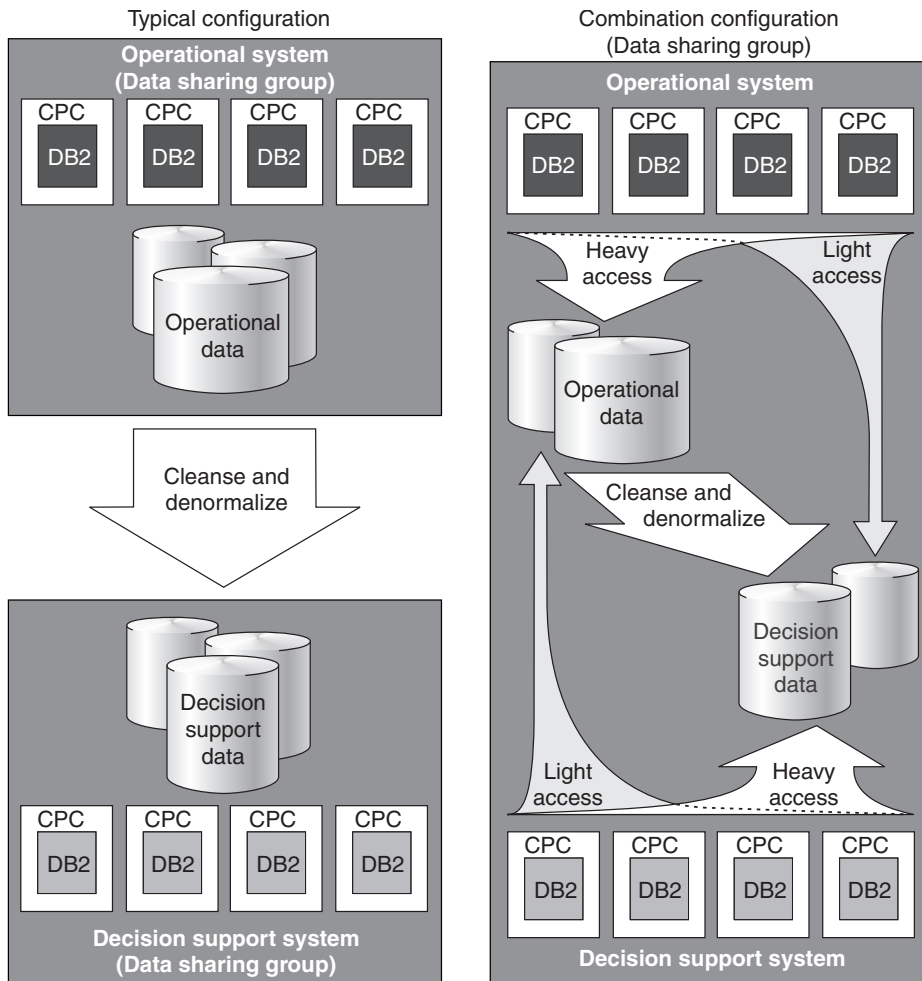 Typical configuration
Operational system
(Data sharing group)
CPC CPC CPC CPC
DB2 DB2 DB2 DB2
Operational
data
Cleanse and
denormalize
Decision
support
data
CPC CPC CPC CPC
DB2 DB2 DB2 DB2
Decision support system
(Data sharing group)
Combination configuration
(Data sharing group)
Operational system
CPC CPC CPC CPC
DB2 DB2 DB2 DB2
Heavy
access
Light
access
Operational
data
Cleanse and
denormalize
Decision
support
data
Light
access
Heavy
access
CPC CPC CPC CPC
DB2 DB2 DB2 DB2
Decision support system